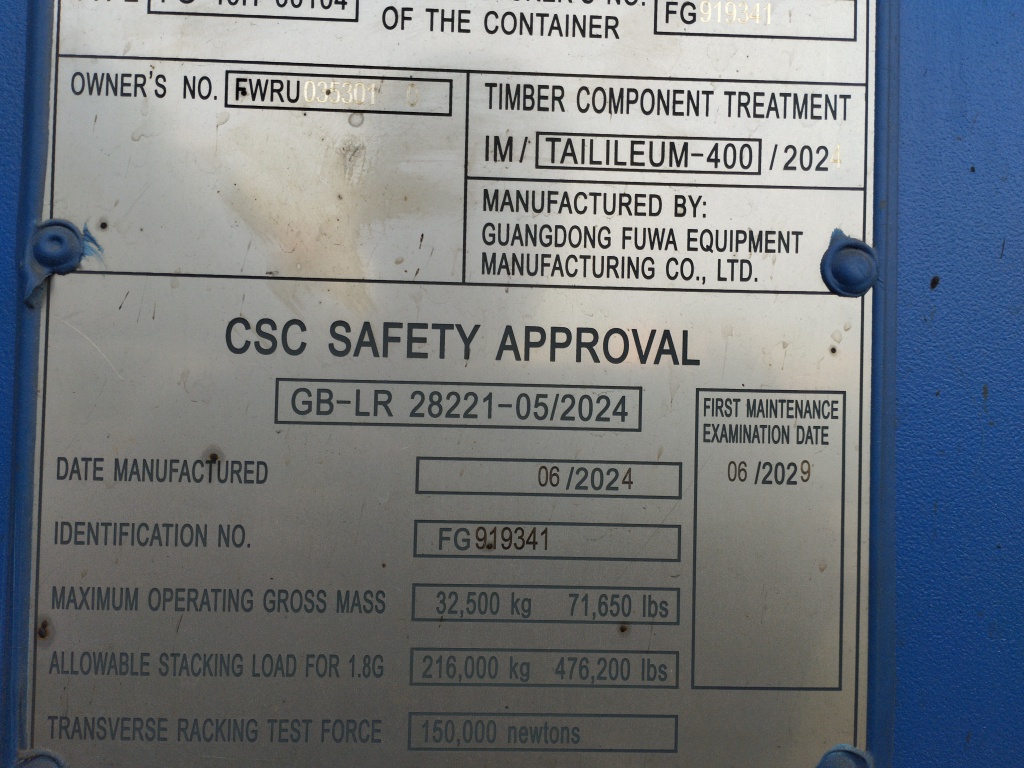 OF THE CONTAINER
FG919341
OWNER'S NO. FWRU 035301
TIMBER COMPONENT TREATMENT
IM/ TAILILEUM-400 /2024
MANUFACTURED BY:
GUANGDONG FUWA EQUIPMENT
MANUFACTURING CO., LTD.
CSC SAFETY APPROVAL
GB-LR 28221-05/2024
FIRST MAINTENANCE
EXAMINATION DATE
06 /2029
DATE MANUFACTURED 06 /2024
IDENTIFICATION NO. FG919341
MAXIMUM OPERATING GROSS MASS 32,500 kg 71,650 lbs
ALLOWABLE STACKING LOAD FOR 1.8G 216,000 kg 476,200 lbs
TRANSVERSE RACKING TEST FORCE 150,000 newtons